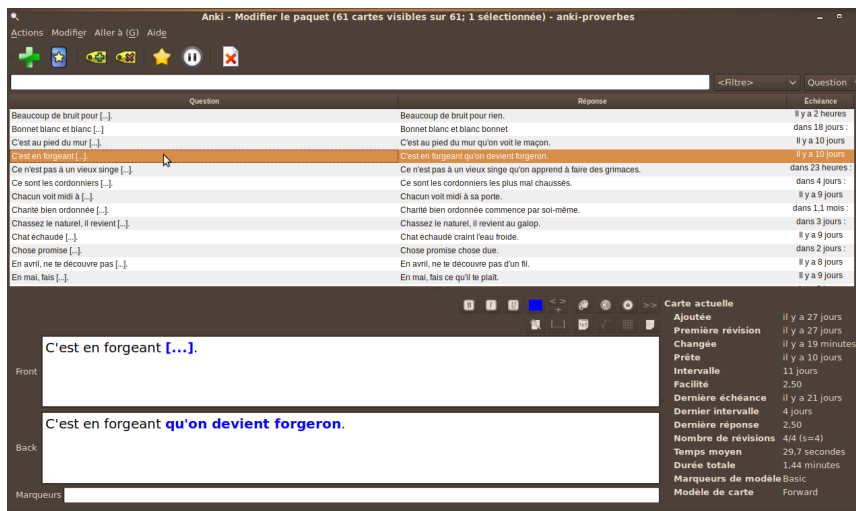 Anki - Modifier le paquet (61 cartes visibles sur 61; 1 sélectionnée) - anki-proverbes
Actions Modifier Aller à (G) Aide
<Filtre> Question
Question Réponse Échéance
Beaucoup de bruit pour [...]. Beaucoup de bruit pour rien. Il y a 2 heures
Bonnet blanc et blanc [...] Bonnet blanc et blanc bonnet dans 18 jours :
C'est au pied du mur [...]. C'est au pied du mur qu'on voit le maçon. Il y a 10 jours
C'est en forgeant [...]. C'est en forgeant qu'on devient forgeron. Il y a 10 jours
Ce n'est pas à un vieux singe [...]. Ce n'est pas à un vieux singe qu'on apprend à faire des grimaces. dans 23 heures :
Ce sont les cordonniers [...]. Ce sont les cordonniers les plus mal chaussés. dans 4 jours :
Chacun voit midi à [...]. Chacun voit midi à sa porte. Il y a 9 jours
Charité bien ordonnée [...]. Charité bien ordonnée commence par soi-même. dans 1,1 mois :
Chassez le naturel, il revient [...]. Chassez le naturel, il revient au galop. dans 3 jours :
Chat échaudé [...]. Chat échaudé craint l'eau froide. Il y a 9 jours
Chose promise [...]. Chose promise chose due. dans 2 jours :
En avril, ne te découvre pas [...]. En avril, ne te découvre pas d'un fil. Il y a 8 jours
En mai, fais [...]. En mai, fais ce qu'il te plaît. Il y a 9 jours
>> Carte actuelle
[...]
Ajoutée il y a 27 jours
Première révision il y a 27 jours
Changée il y a 19 minutes
Prête il y a 10 jours
Intervalle 11 jours
Facilité 2,50
Dernière échéance il y a 21 jours
Dernier intervalle 4 jours
Dernière réponse 2,50
Nombre de révisions 4/4 (s=4)
Temps moyen 29,7 secondes
Durée totale 1,44 minutes
Marqueurs de modèle Basic
Modèle de carte Forward
C'est en forgeant [...].
Front
C'est en forgeant qu'on devient forgeron.
Back
Marqueurs